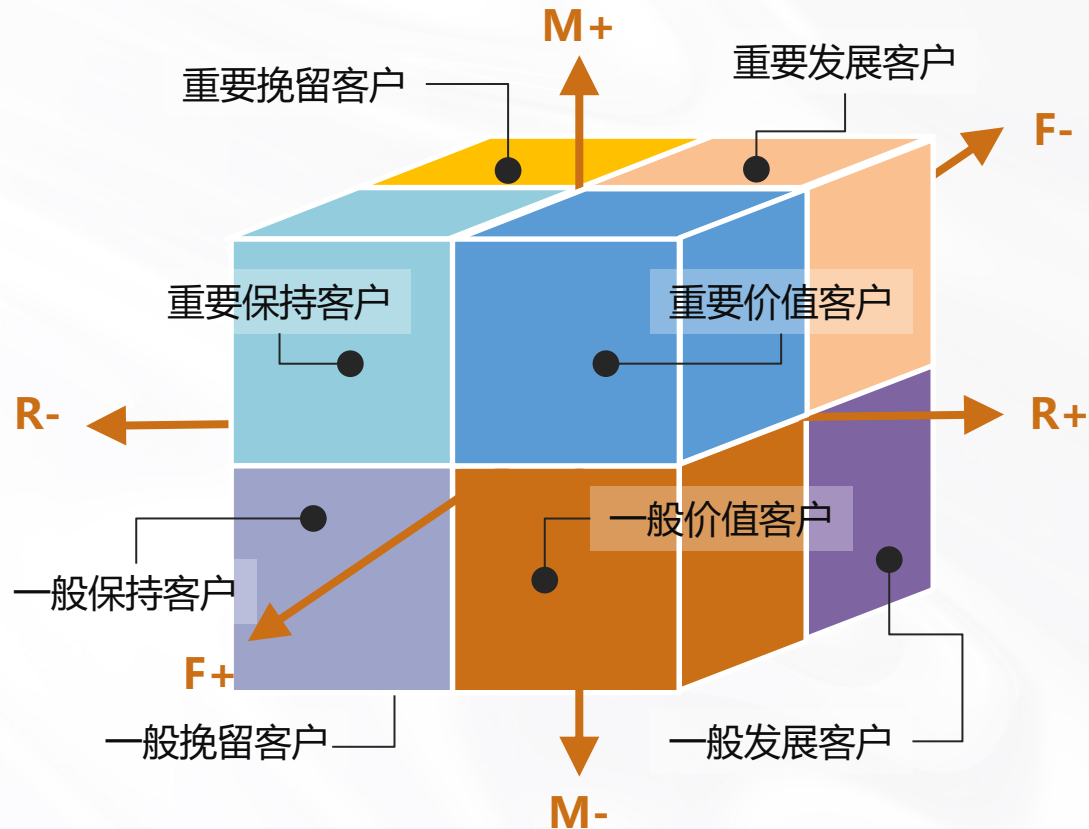 M+
重要挽留客户
重要发展客户
F-
重要保持客户
重要价值客户
R-
R+
一般价值客户
一般保持客户
F+
一般挽留客户
一般发展客户
M-